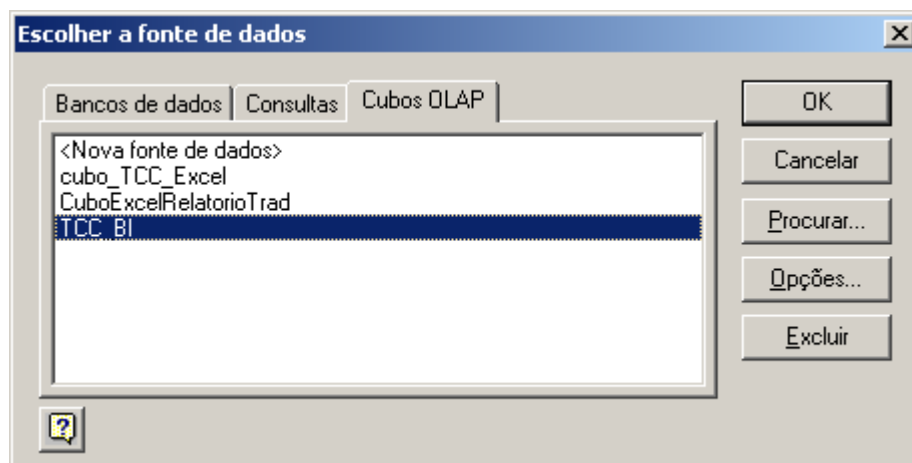 Escolher a fonte de dados
Bancos de dados Consultas Cubos OLAP
<Nova fonte de dados>
cubo_TCC_Excel
CuboExcelRelatorioTrad
TCC_BI
OK
Cancelar
Procurar...
Opções...
Excluir
?